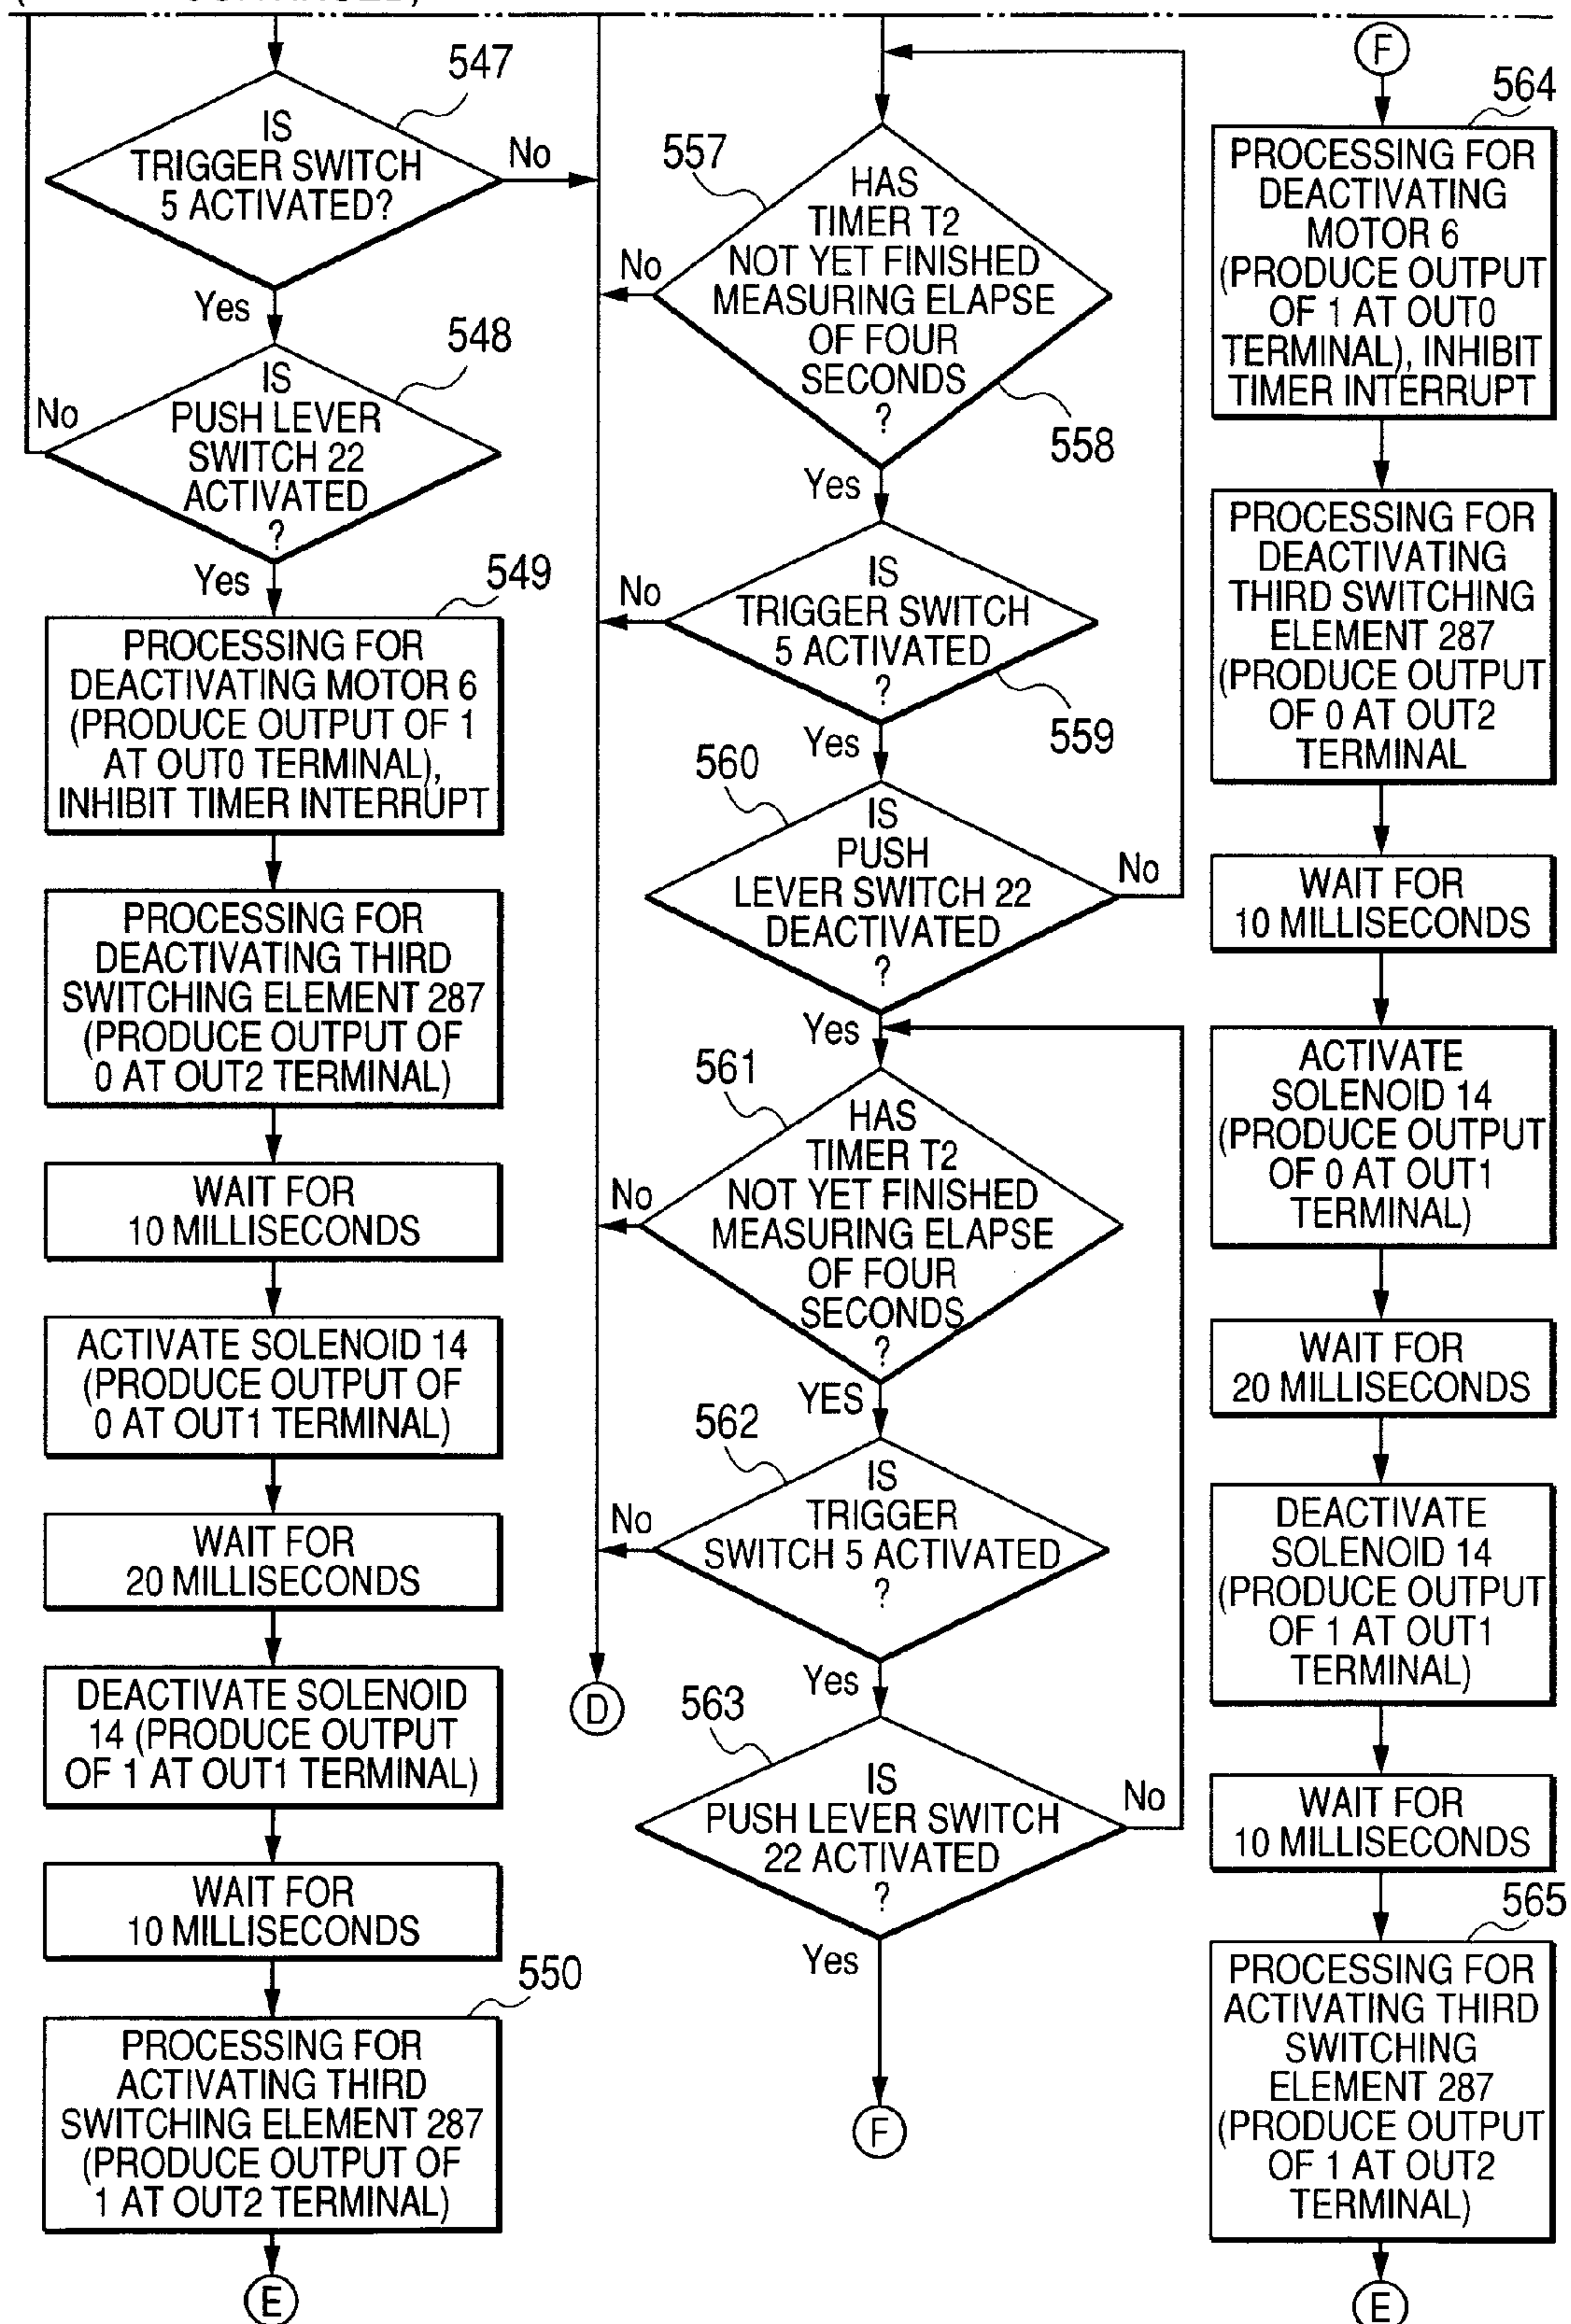 547
IS
TRIGGER SWITCH
5 ACTIVATED?
No
Yes
548
IS
PUSH LEVER
SWITCH 22
ACTIVATED
?
No
Yes
549
PROCESSING FOR
DEACTIVATING MOTOR 6
(PRODUCE OUTPUT OF 1
AT OUT0 TERMINAL),
INHIBIT TIMER INTERRUPT
PROCESSING FOR
DEACTIVATING THIRD
SWITCHING ELEMENT 287
(PRODUCE OUTPUT OF
0 AT OUT2 TERMINAL)
WAIT FOR
10 MILLISECONDS
ACTIVATE SOLENOID 14
(PRODUCE OUTPUT OF
0 AT OUT1 TERMINAL)
WAIT FOR
20 MILLISECONDS
DEACTIVATE SOLENOID
14 (PRODUCE OUTPUT
OF 1 AT OUT1 TERMINAL)
WAIT FOR
10 MILLISECONDS
550
PROCESSING FOR
ACTIVATING THIRD
SWITCHING ELEMENT 287
(PRODUCE OUTPUT OF
1 AT OUT2 TERMINAL)
E
D
557
HAS
TIMER T2
NOT YET FINISHED
MEASURING ELAPSE
OF FOUR
SECONDS
?
No
558
Yes
IS
TRIGGER SWITCH
5 ACTIVATED
?
No
559
Yes
560
IS
PUSH
LEVER SWITCH 22
DEACTIVATED
?
No
Yes
561
HAS
TIMER T2
NOT YET FINISHED
MEASURING ELAPSE
OF FOUR
SECONDS
?
No
YES
562
IS
TRIGGER
SWITCH 5 ACTIVATED
?
No
Yes
563
IS
PUSH LEVER SWITCH
22 ACTIVATED
?
No
Yes
F
F
564
PROCESSING FOR
DEACTIVATING
MOTOR 6
(PRODUCE OUTPUT
OF 1 AT OUT0
TERMINAL), INHIBIT
TIMER INTERRUPT
PROCESSING FOR
DEACTIVATING
THIRD SWITCHING
ELEMENT 287
(PRODUCE OUTPUT
OF 0 AT OUT2
TERMINAL
WAIT FOR
10 MILLISECONDS
ACTIVATE
SOLENOID 14
(PRODUCE OUTPUT
OF 0 AT OUT1
TERMINAL)
WAIT FOR
20 MILLISECONDS
DEACTIVATE
SOLENOID 14
(PRODUCE OUTPUT
OF 1 AT OUT1
TERMINAL)
WAIT FOR
10 MILLISECONDS
565
PROCESSING FOR
ACTIVATING THIRD
SWITCHING
ELEMENT 287
(PRODUCE OUTPUT
OF 1 AT OUT2
TERMINAL)
E